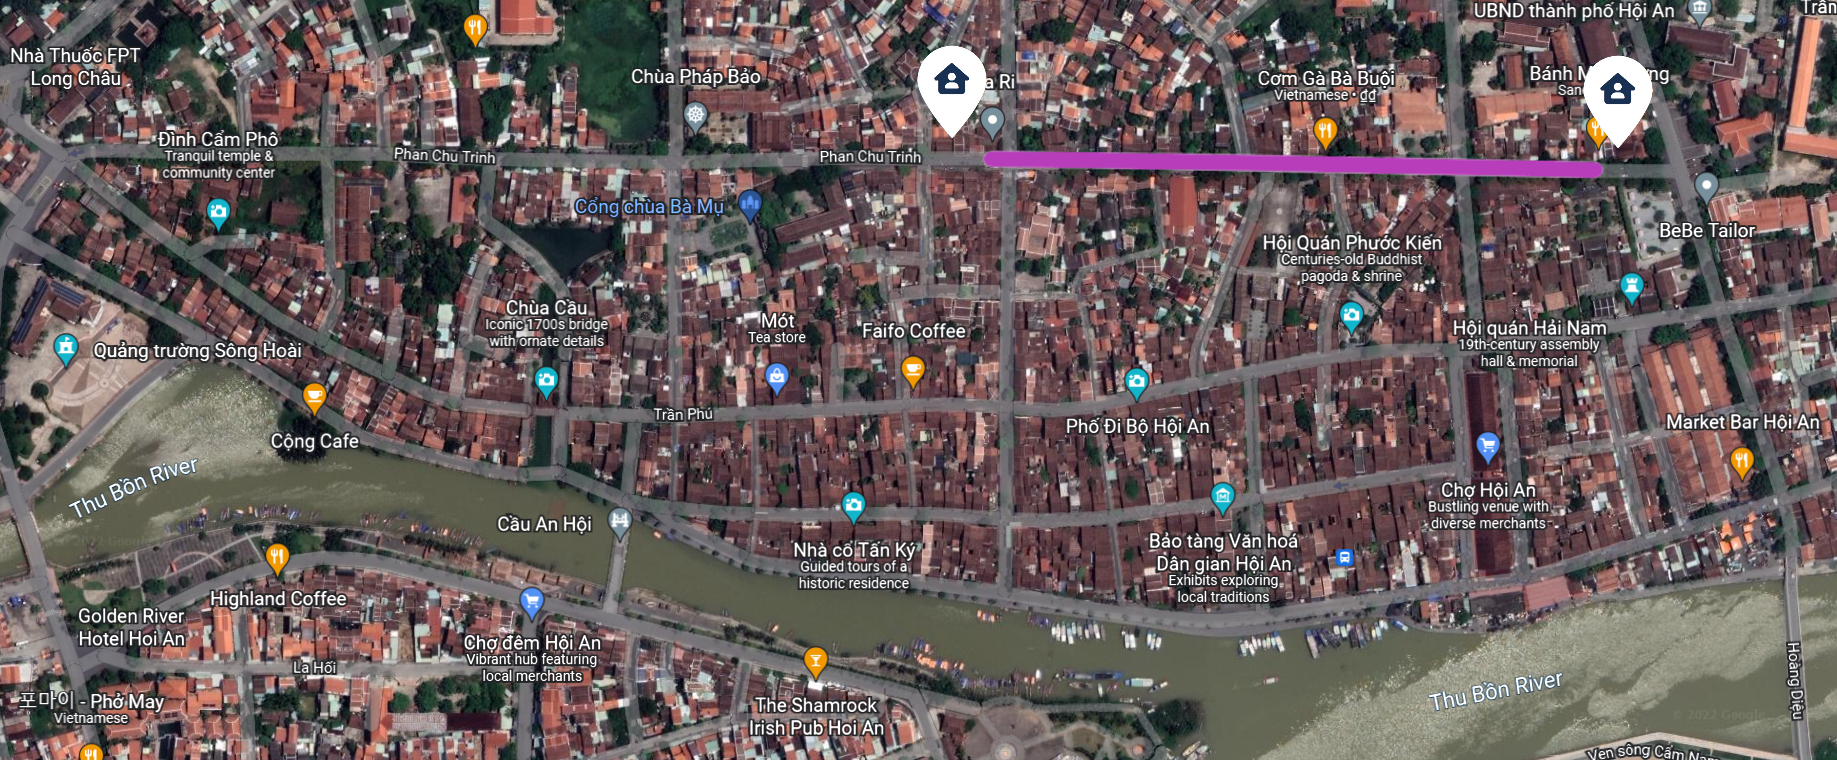 UBND thành phố Hội An
Nhà Thuốc FPT
Long Châu
Chùa Pháp Bảo
Cơm Gà Bà Buội
Vietnamese • ₫₫
Bánh M
Đình Cẩm Phô
Tranquil temple &
community center
Phan Chu Trinh
Phan Chu Trinh
Cổng chùa Bà Mụ
BeBe Tailor
Hội Quán Phước Kiến
Centuries-old Buddhist
pagoda & shrine
Chùa Cầu
Iconic 1700s bridge
with ornate details
Mót
Tea store
Faifo Coffee
Hội quán Hải Nam
19th-century assembly
hall & memorial
Quảng trường Sông Hoài
Cộng Cafe
Trần Phú
Phố Đi Bộ Hội An
Market Bar Hội An
Thu Bồn River
Chợ Hội An
Bustling venue with
diverse merchants
Cầu An Hội
Nhà cổ Tấn Ký
Guided tours of a
historic residence
Bảo tàng Văn hoá
Dân gian Hội An
Exhibits exploring
local traditions
Highland Coffee
Golden River
Hotel Hoi An
Chợ đêm Hội An
Vibrant hub featuring
local merchants
La Hối
Hoàng Diệu
Thu Bồn River
포마이 - Phở May
Vietnamese
The Shamrock
Irish Pub Hoi An
Ven sông Cẩm Nam